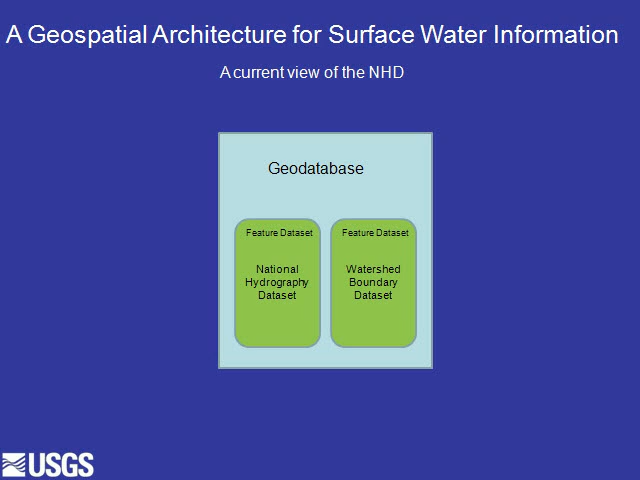 A Geospatial Architecture for Surface Water Information
A current view of the NHD
Geodatabase
Feature Dataset
National
Hydrography
Dataset
Feature Dataset
Watershed
Boundary
Dataset
USGS